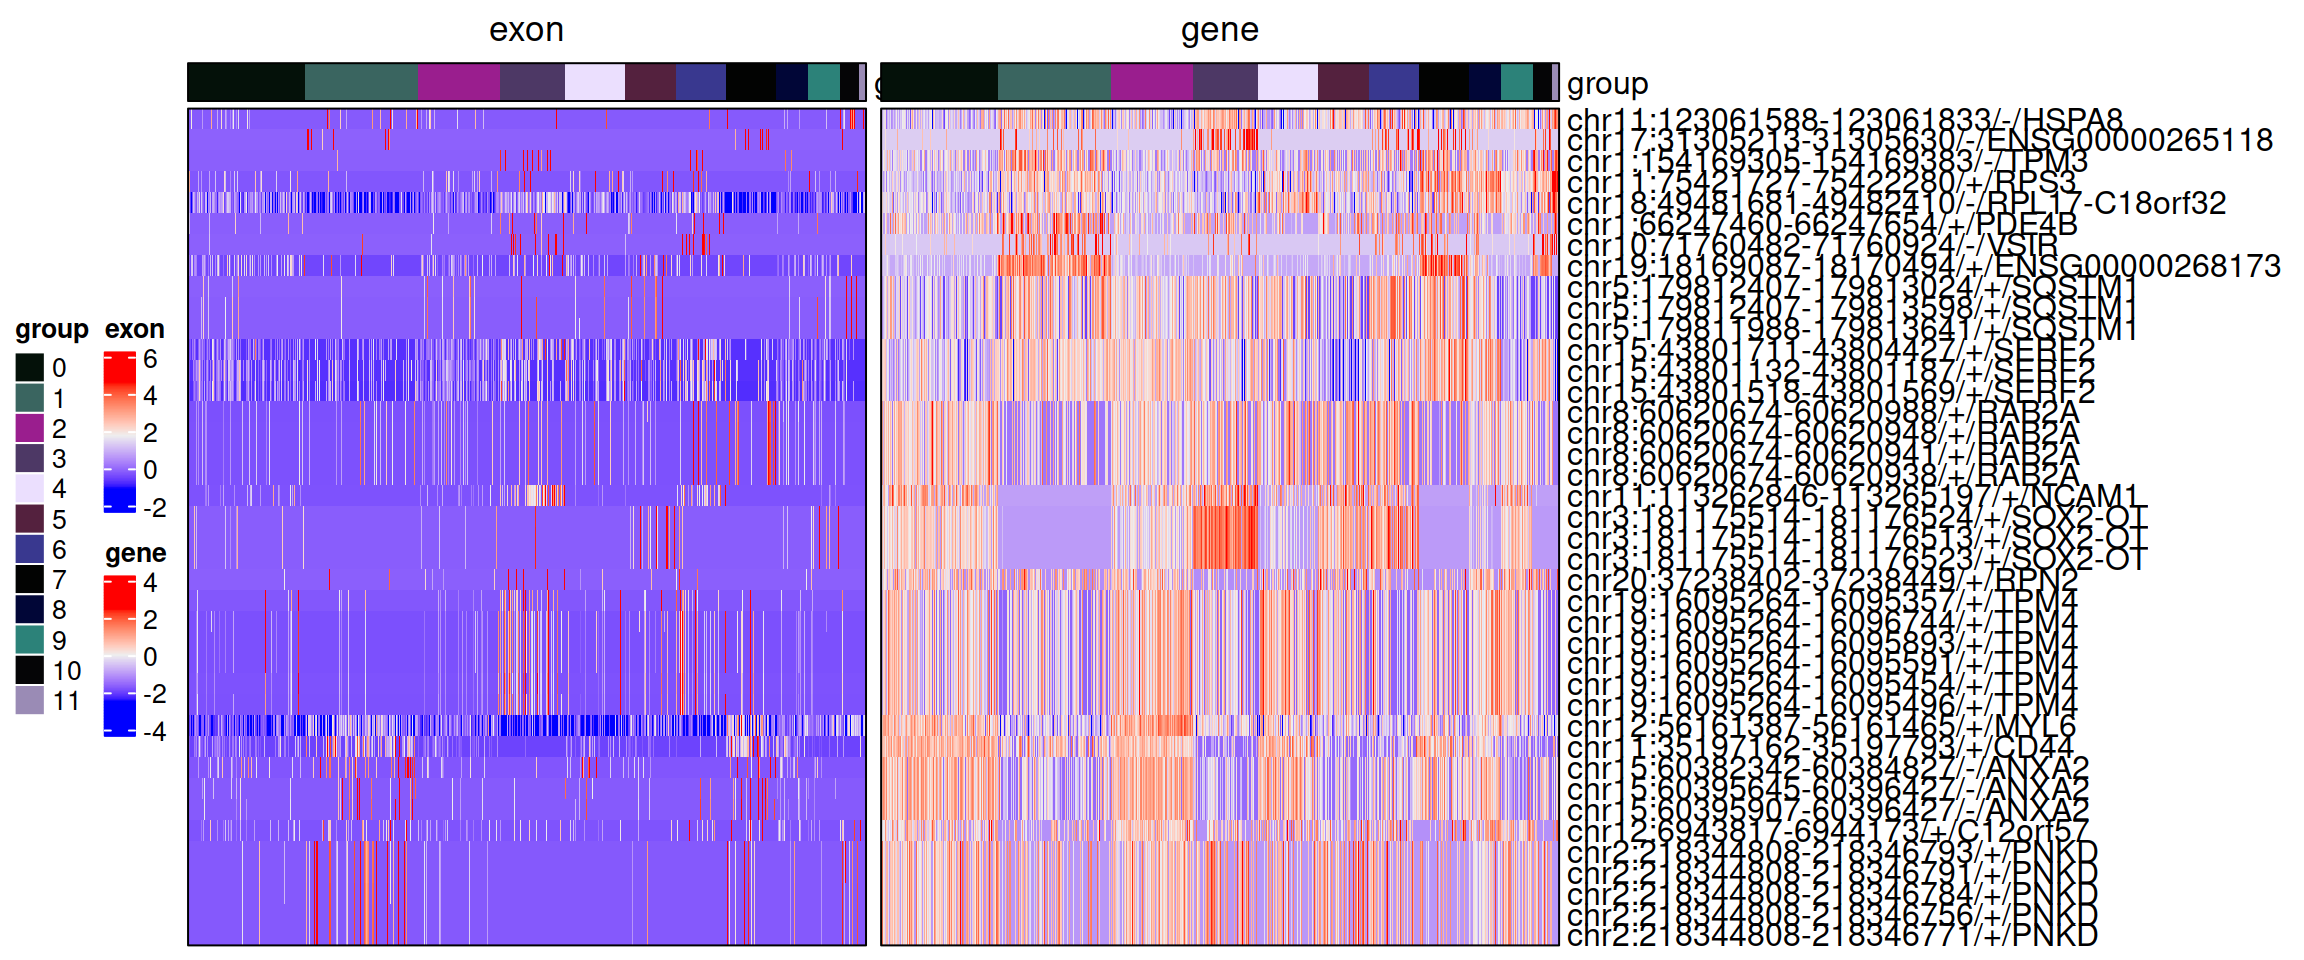 exon
gene
g
group
chr11:123061588-123061833/-/HSPA8
chr17:31305213-31305630/-/ENSG00000265118
chr1:154169305-154169383/-/TPM3
chr11:75421727-75422280/+/RPS3
chr18:49481681-49482410/-/RPL17-C18orf32
chr1:66247460-66247654/+/PDE4B
chr10:71760482-71760924/-/VSIR
chr19:18169087-18170494/+/ENSG00000268173
chr5:179812407-179813024/+/SQSTM1
chr5:179812407-179813598/+/SQSTM1
chr5:179811988-179813641/+/SQSTM1
chr15:43801711-43804427/+/SERF2
chr15:43801132-43801187/+/SERF2
chr15:43801518-43801569/+/SERF2
chr8:60620674-60620988/+/RAB2A
chr8:60620674-60620948/+/RAB2A
chr8:60620674-60620941/+/RAB2A
chr8:60620674-60620938/+/RAB2A
chr11:113262846-113265197/+/NCAM1
chr3:181175514-181176524/+/SOX2-OT
chr3:181175514-181176513/+/SOX2-OT
chr3:181175514-181176523/+/SOX2-OT
chr20:37238402-37238449/+/RPN2
chr19:16095264-16095357/+/TPM4
chr19:16095264-16096744/+/TPM4
chr19:16095264-16095893/+/TPM4
chr19:16095264-16095591/+/TPM4
chr19:16095264-16095454/+/TPM4
chr19:16095264-16095496/+/TPM4
chr12:56161387-56161465/+/MYL6
chr11:35197162-35197793/+/CD44
chr15:60382342-60384827/-/ANXA2
chr15:60395645-60396427/-/ANXA2
chr15:60395907-60396427/-/ANXA2
chr12:6943817-6944173/+/C12orf57
chr2:218344808-218346793/+/PNKD
chr2:218344808-218346791/+/PNKD
chr2:218344808-218346784/+/PNKD
chr2:218344808-218346756/+/PNKD
chr2:218344808-218346771/+/PNKD
group
0
1
2
3
4
5
6
7
8
9
10
11
exon
6
4
2
0
-2
gene
4
2
0
-2
-4